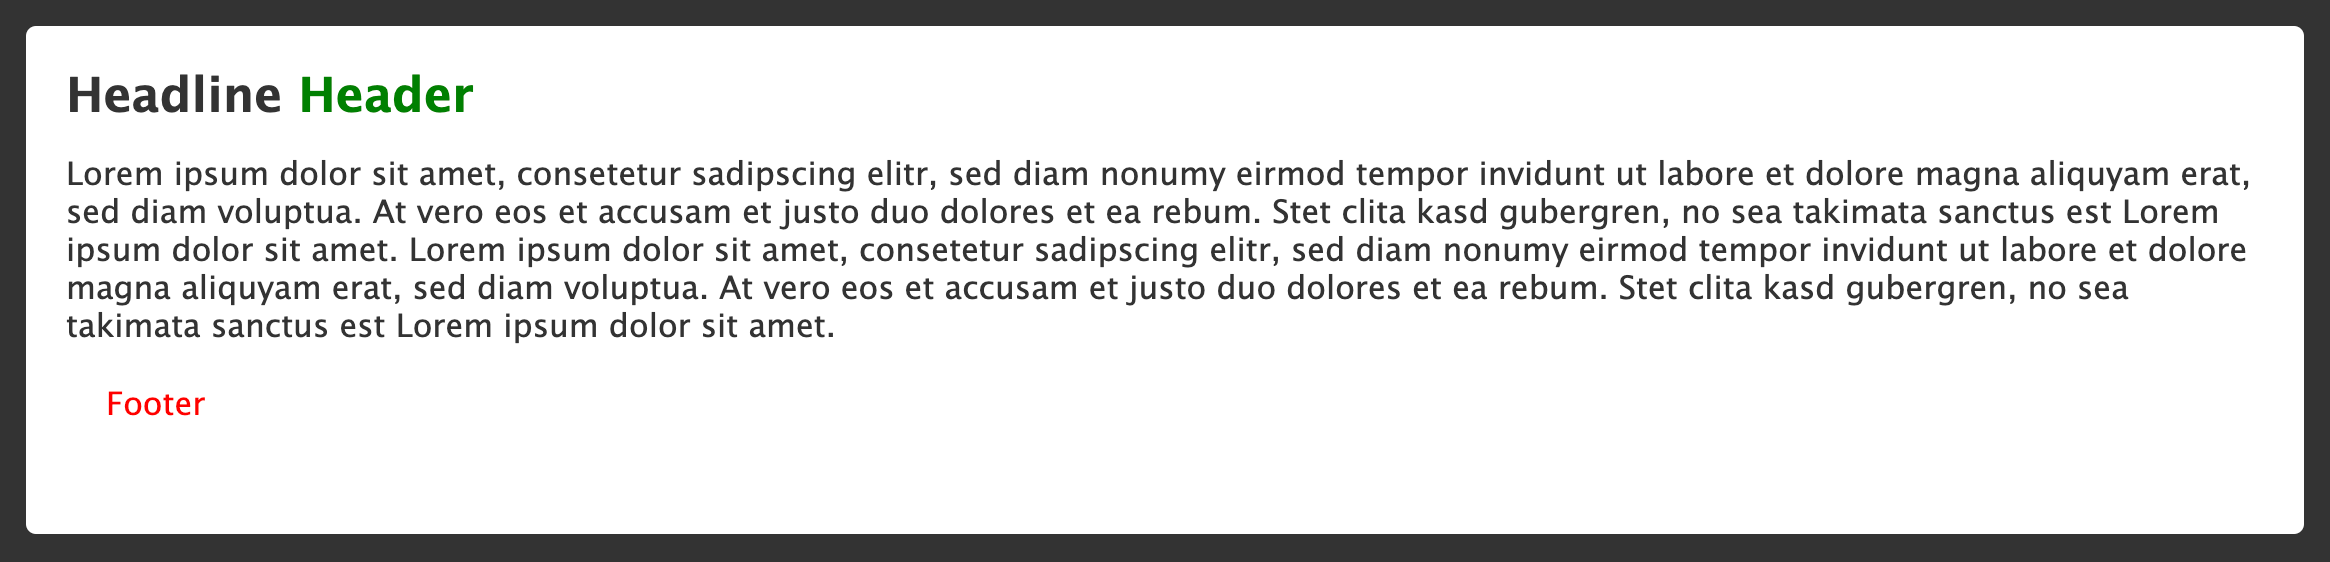 Headline Header
Lorem ipsum dolor sit amet, consetetur sadipscing elitr, sed diam nonumy eirmod tempor invidunt ut labore et dolore magna aliquyam erat,
sed diam voluptua. At vero eos et accusam et justo duo dolores et ea rebum. Stet clita kasd gubergren, no sea takimata sanctus est Lorem
ipsum dolor sit amet. Lorem ipsum dolor sit amet, consetetur sadipscing elitr, sed diam nonumy eirmod tempor invidunt ut labore et dolore
magna aliquyam erat, sed diam voluptua. At vero eos et accusam et justo duo dolores et ea rebum. Stet clita kasd gubergren, no sea
takimata sanctus est Lorem ipsum dolor sit amet.
Footer